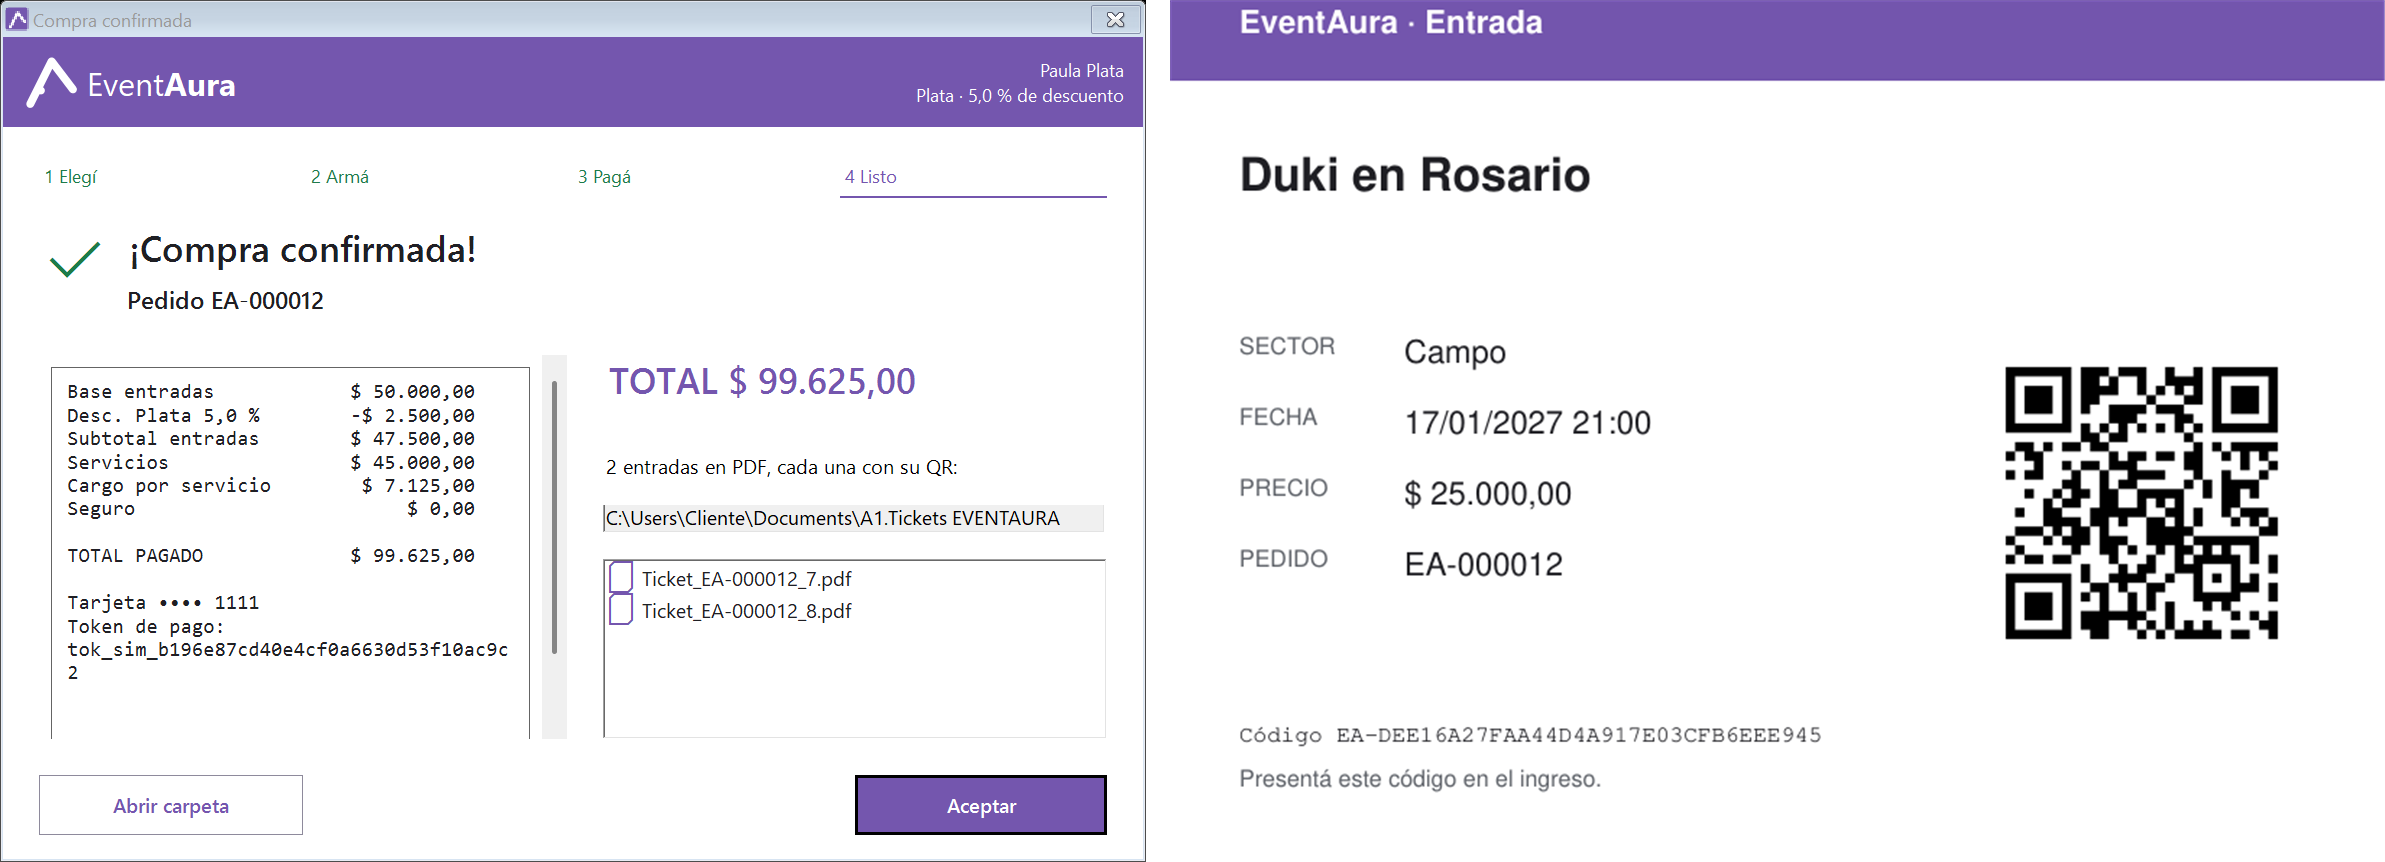 Compra confirmada
EventAura
Paula Plata
Plata · 5,0 % de descuento
1 Elegí
2 Armá
3 Pagá
4 Listo
¡Compra confirmada!
Pedido EA-000012
Base entradas $ 50.000,00
Desc. Plata 5,0 % -$ 2.500,00
Subtotal entradas $ 47.500,00
Servicios $ 45.000,00
Cargo por servicio $ 7.125,00
Seguro $ 0,00
TOTAL PAGADO $ 99.625,00
Tarjeta •••• 1111
Token de pago:
tok_sim_b196e87cd40e4cf0a6630d53f10ac9c
2
TOTAL $ 99.625,00
2 entradas en PDF, cada una con su QR:
C:\Users\Cliente\Documents\A1.Tickets EVENTAURA
Ticket_EA-000012_7.pdf
Ticket_EA-000012_8.pdf
Abrir carpeta
Aceptar
EventAura · Entrada
Duki en Rosario
SECTOR Campo
FECHA 17/01/2027 21:00
PRECIO $ 25.000,00
PEDIDO EA-000012
Código EA-DEE16A27FAA44D4A917E03CFB6EEE945
Presentá este código en el ingreso.